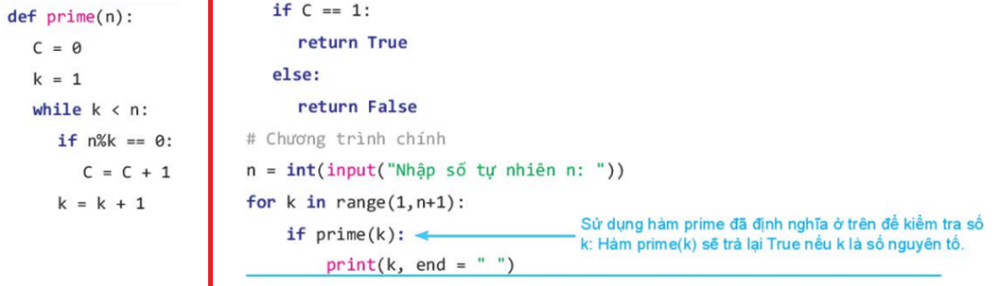 def prime(n):
    C = 0
    k = 1
    while k < n:
        if n%k == 0:
            C = C + 1
        k = k + 1
    if C == 1:
        return True
    else:
        return False
# Chương trình chính
n = int(input("Nhập số tự nhiên n: "))
for k in range(1,n+1):
    if prime(k):
        print(k, end = " ")
Sử dụng hàm prime đã định nghĩa ở trên để kiểm tra số
k: Hàm prime(k) sẽ trả lại True nếu k là số nguyên tố.